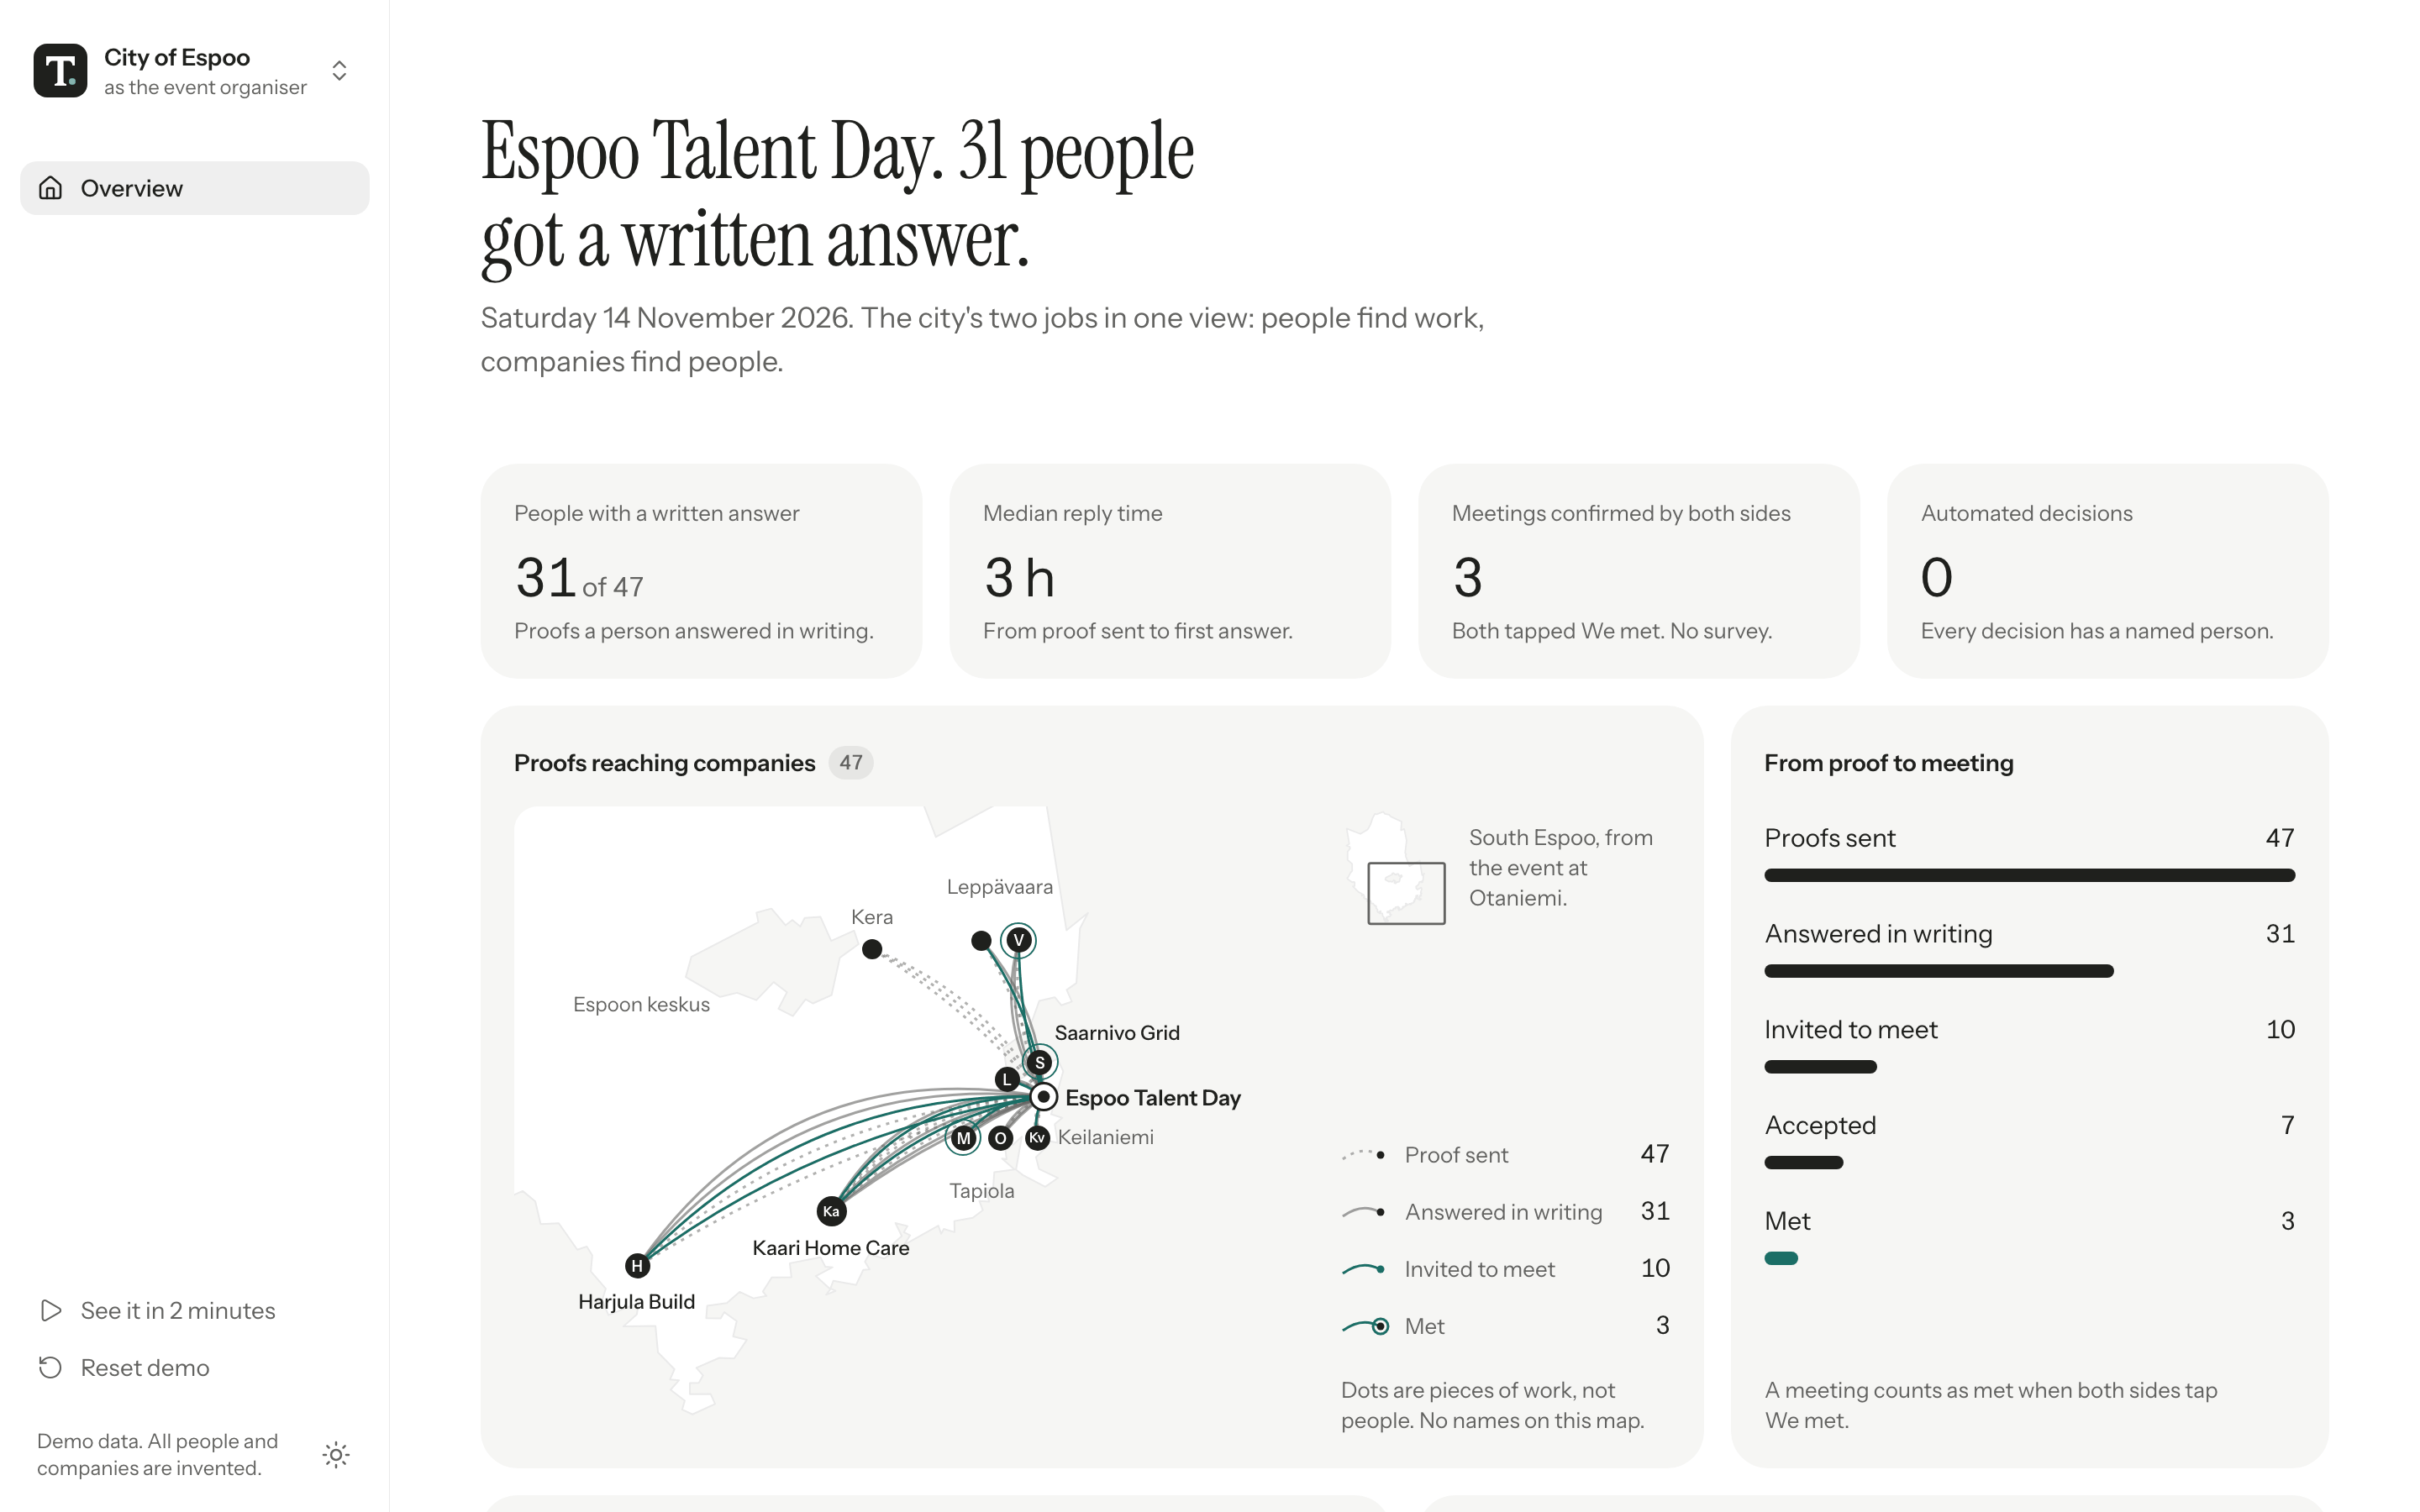 T.
City of Espoo
as the event organiser
Overview
See it in 2 minutes
Reset demo
Demo data. All people and
companies are invented.
Espoo Talent Day. 31 people
got a written answer.
Saturday 14 November 2026. The city's two jobs in one view: people find work,
companies find people.
People with a written answer
31 of 47
Proofs a person answered in writing.
Median reply time
3 h
From proof sent to first answer.
Meetings confirmed by both sides
3
Both tapped We met. No survey.
Automated decisions
0
Every decision has a named person.
Proofs reaching companies 47
Leppävaara
Kera
V
Espoon keskus
Saarnivo Grid
S
L
Espoo Talent Day
M
O
Kv
Keilaniemi
Tapiola
Ka
Kaari Home Care
H
Harjula Build
South Espoo, from
the event at
Otaniemi.
Proof sent 47
Answered in writing 31
Invited to meet 10
Met 3
Dots are pieces of work, not
people. No names on this map.
From proof to meeting
Proofs sent 47
Answered in writing 31
Invited to meet 10
Accepted 7
Met 3
A meeting counts as met when both sides tap
We met.